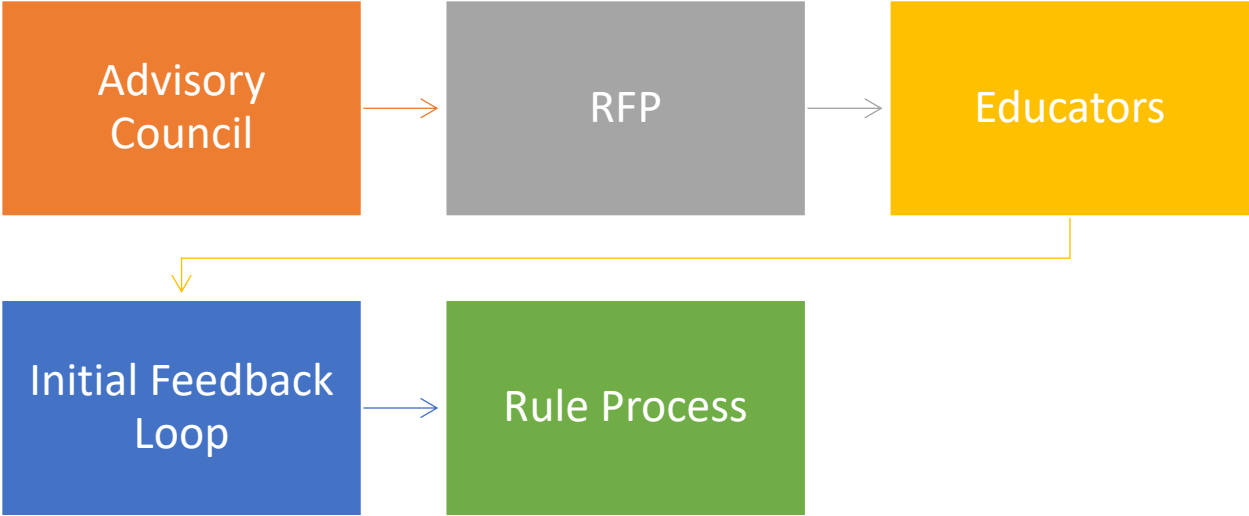 Advisory
Council
RFP
Educators
Initial Feedback
Loop
Rule Process